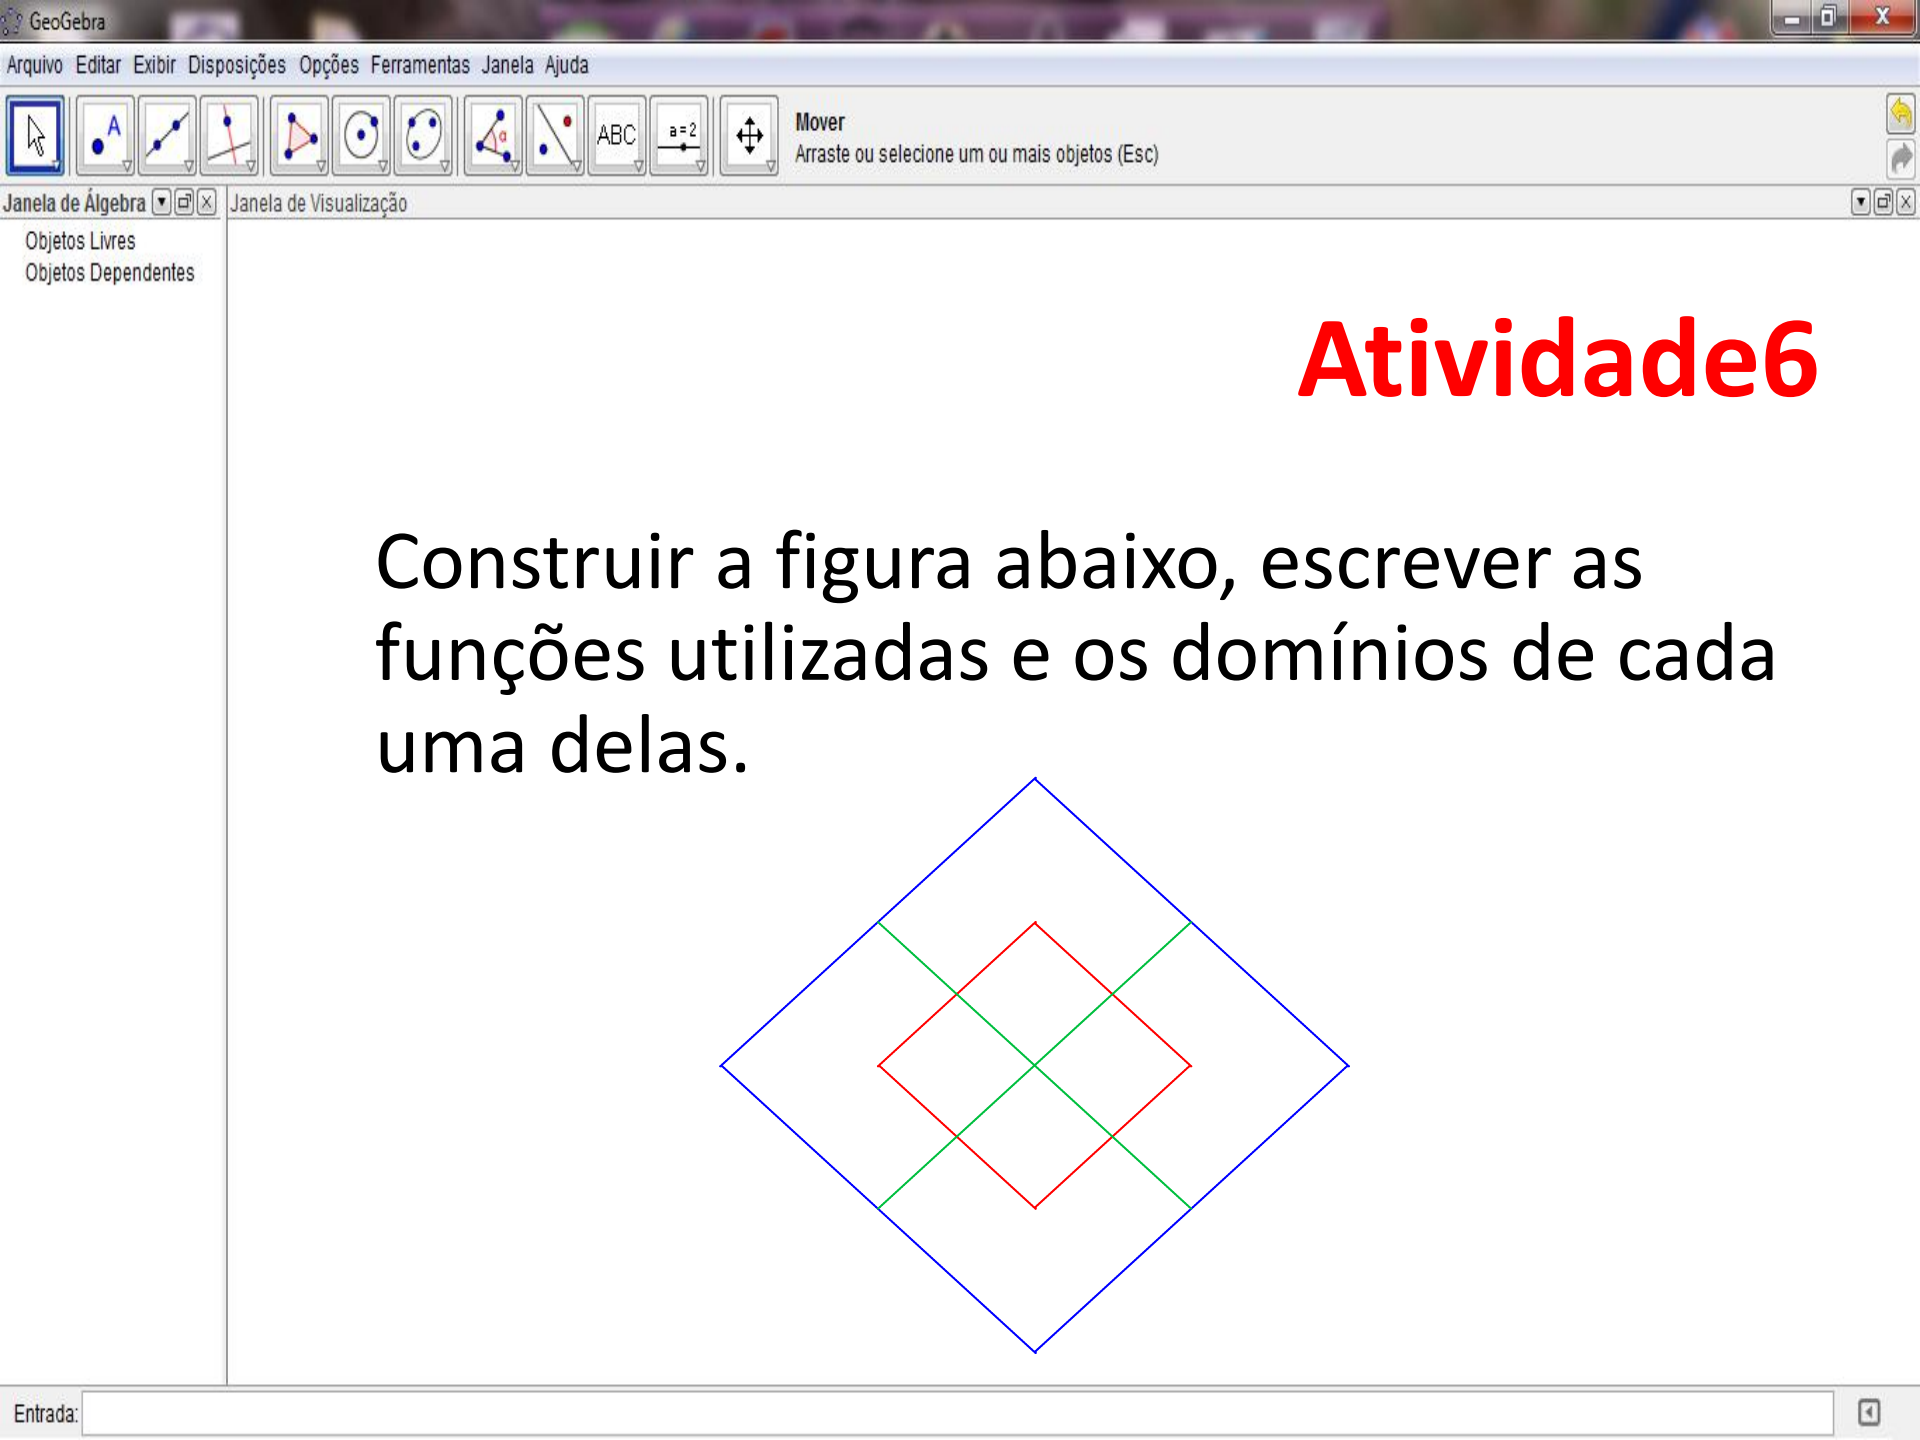 GeoGebra
Arquivo Editar Exibir Disposições Opções Ferramentas Janela Ajuda
A
α
ABC
a=2
Mover
Arraste ou selecione um ou mais objetos (Esc)
Janela de Álgebra
Janela de Visualização
Objetos Livres
Objetos Dependentes
Atividade6
Construir a figura abaixo, escrever as
funções utilizadas e os domínios de cada
uma delas.
Entrada: